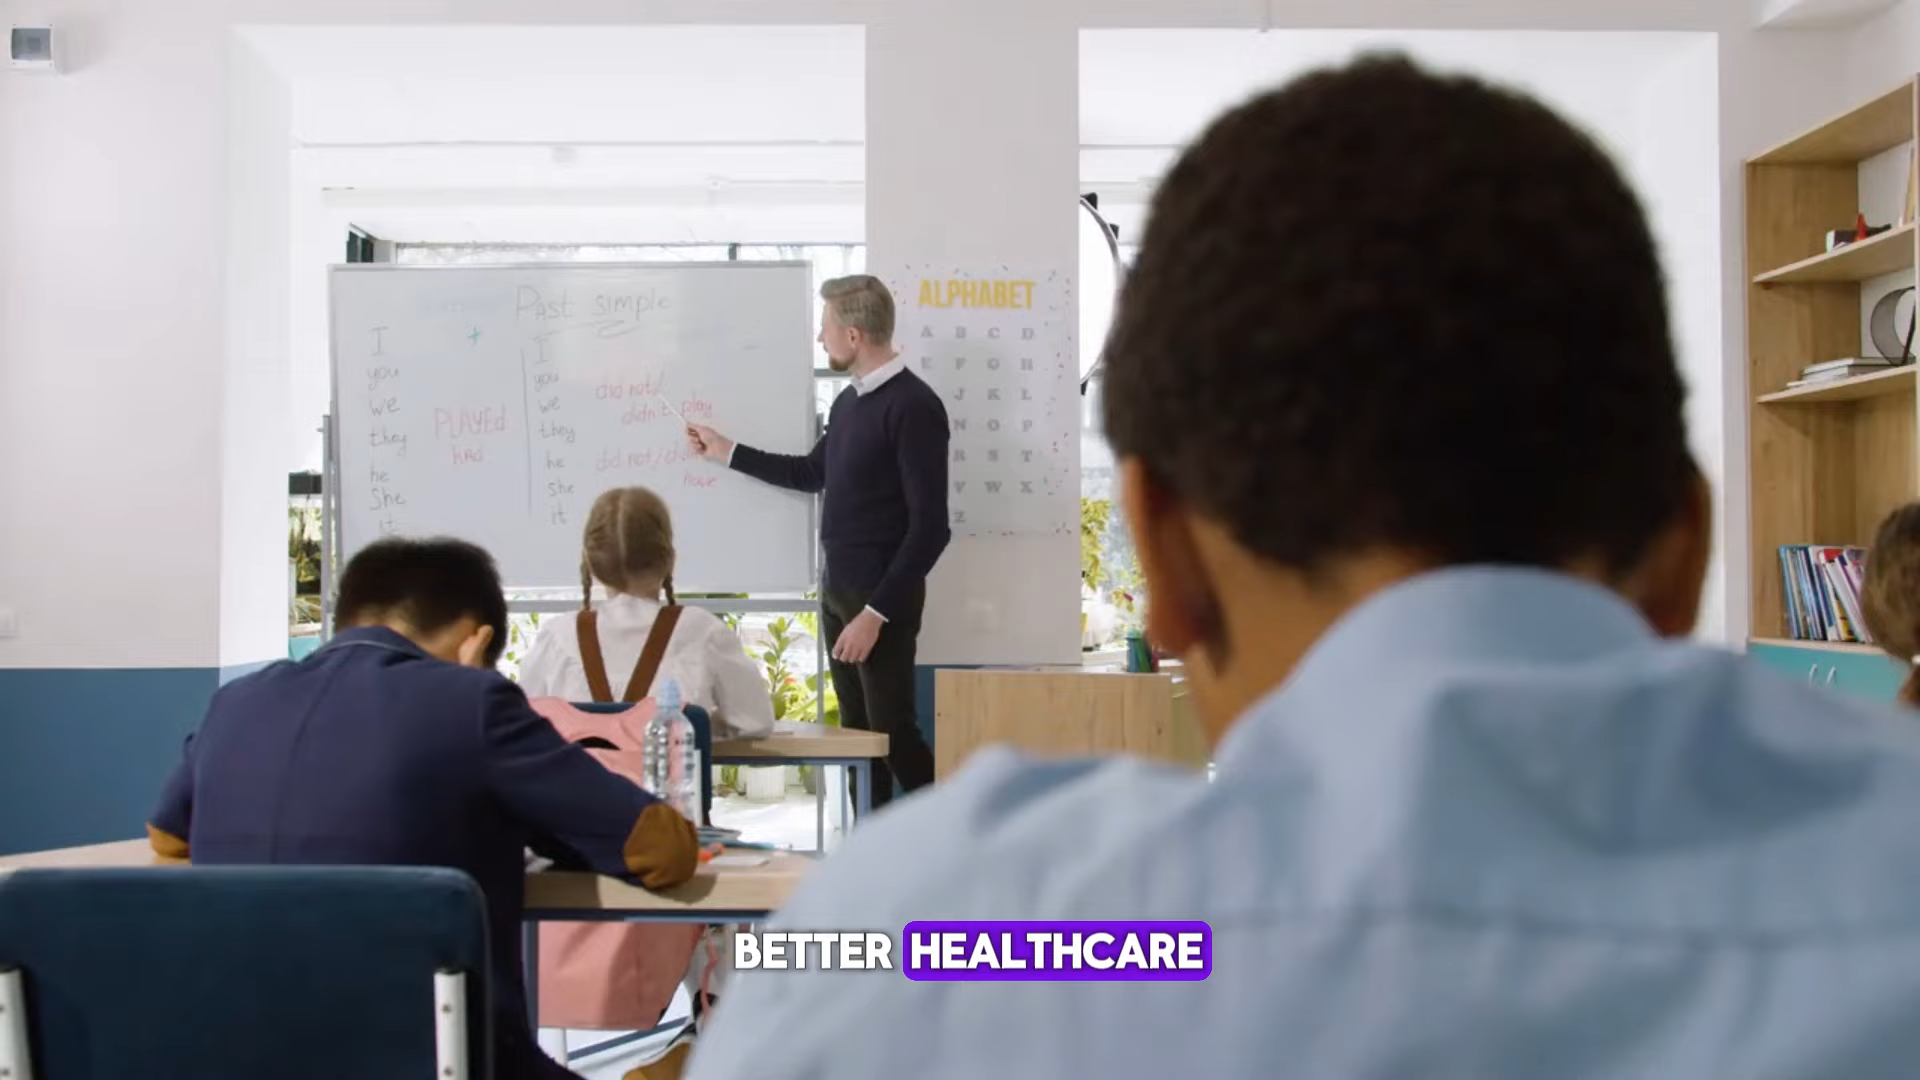 Past simple
I
you
we
they
he
She
it
+
PLAYEd
had
I
you
we
they
he
she
it
-
did not/
didn't play
did not/
have
ALPHABET
A B C D
E F G H
J K L
N O P
R S T
V W X
Z
BETTER HEALTHCARE